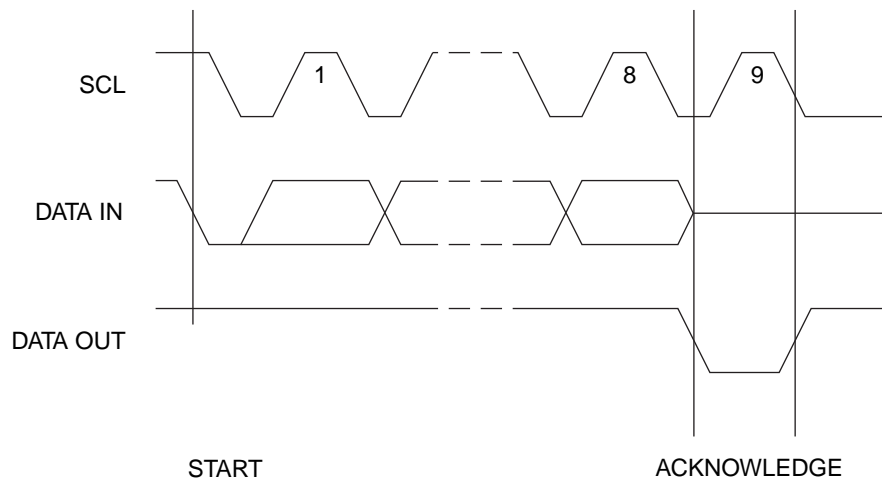 SCL
1
8
9
DATA IN
DATA OUT
START
ACKNOWLEDGE